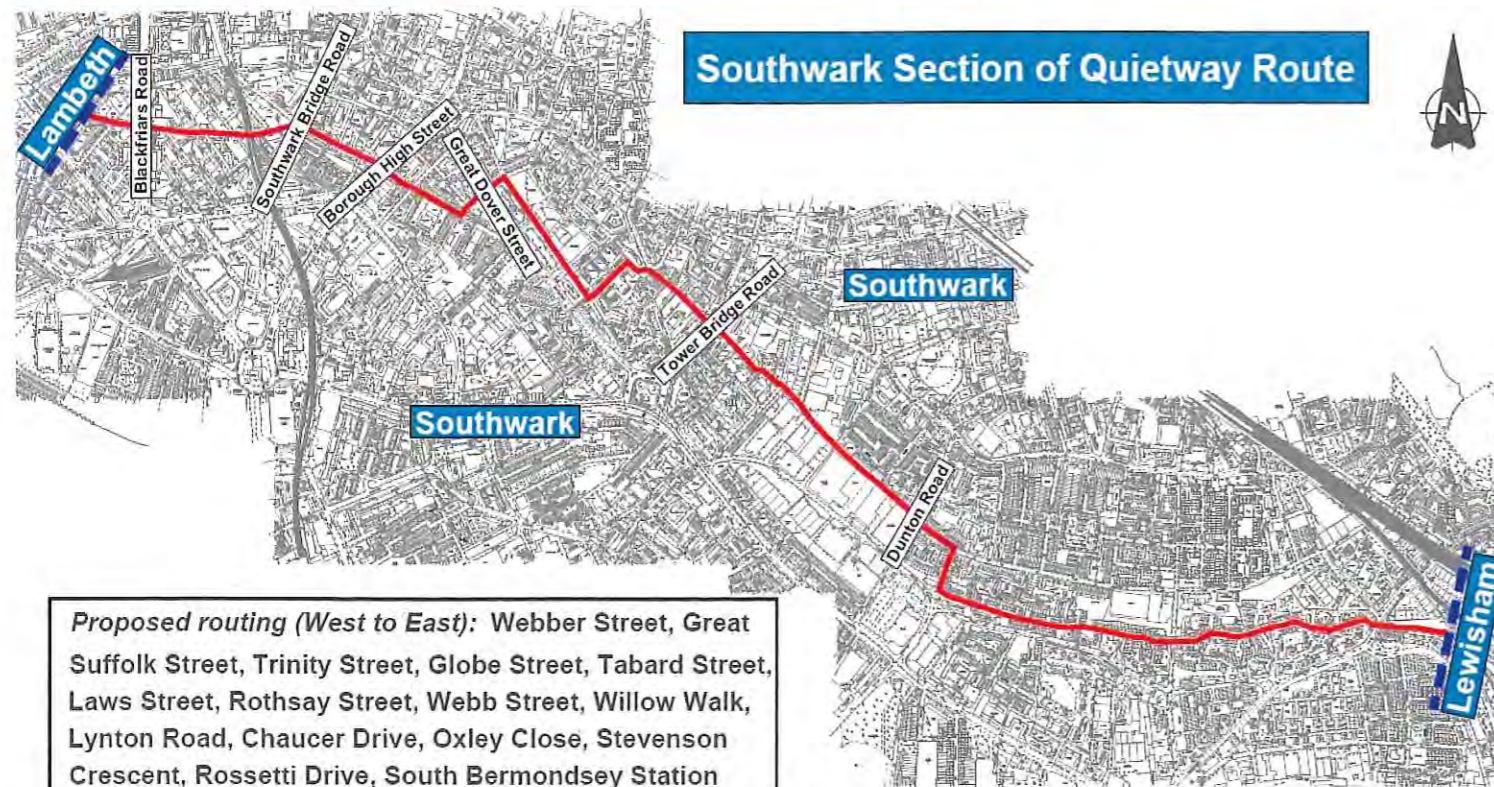 Southwark Section of Quietway Route
N
Lambeth
Blackfriars Road
Southwark Bridge Road
Borough High Street
Great Dover Street
Tower Bridge Road
Southwark
Southwark
Dunton Road
Lewisham
Proposed routing (West to East): Webber Street, Great
Suffolk Street, Trinity Street, Globe Street, Tabard Street,
Laws Street, Rothsay Street, Webb Street, Willow Walk,
Lynton Road, Chaucer Drive, Oxley Close, Stevenson
Crescent, Rossetti Drive, South Bermondsey Station